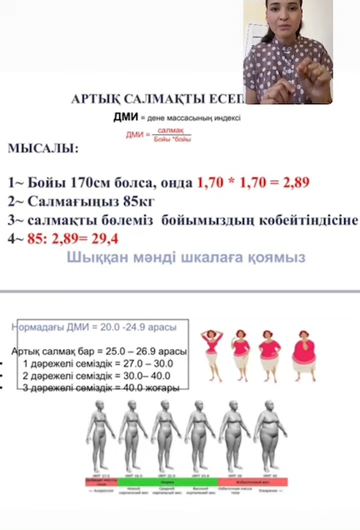 АРТЫҚ САЛМАҚТЫ ЕСЕП
ДМИ = дене массасының индексі
ДМИ = салмақ
Бойы *бойы
МЫСАЛЫ:
1~ Бойы 170см болса, онда 1,70 * 1,70 = 2,89
2~ Салмағыңыз 85кг
3~ салмақты бөлеміз бойымыздың көбейтіндісіне
4~ 85: 2,89= 29,4
Шыққан мәнді шкалаға қоямыз
Нормадағы ДМИ = 20.0 -24.9 арасы
Артық салмақ бар = 25.0 – 26.9 арасы
1 дәрежелі семіздік = 27.0 – 30.0
2 дәрежелі семіздік = 30.0– 40.0
3 дәрежелі семіздік = 40.0 жоғары